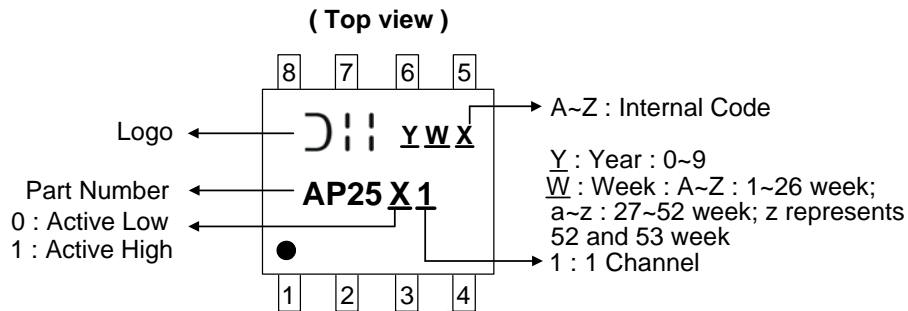 ( Top view )
8 7 6 5
Logo
Y W X
A~Z : Internal Code
Part Number
AP25 X 1
0 : Active Low
1 : Active High
Y : Year : 0~9
W : Week : A~Z : 1~26 week;
a~z : 27~52 week; z represents
52 and 53 week
1 : 1 Channel
1 2 3 4